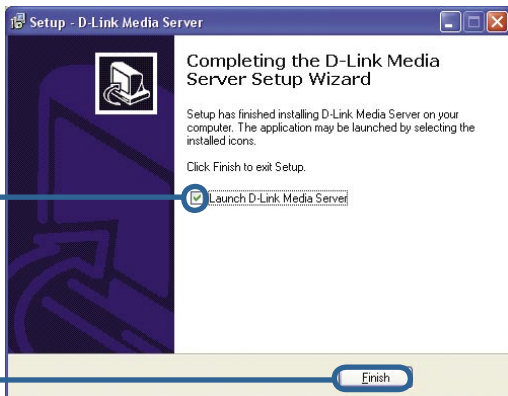 Setup - D-Link Media Server
Completing the D-Link Media
Server Setup Wizard
Setup has finished installing D-Link Media Server on your
computer. The application may be launched by selecting the
installed icons.
Click Finish to exit Setup.
Launch D-Link Media Server
Finish